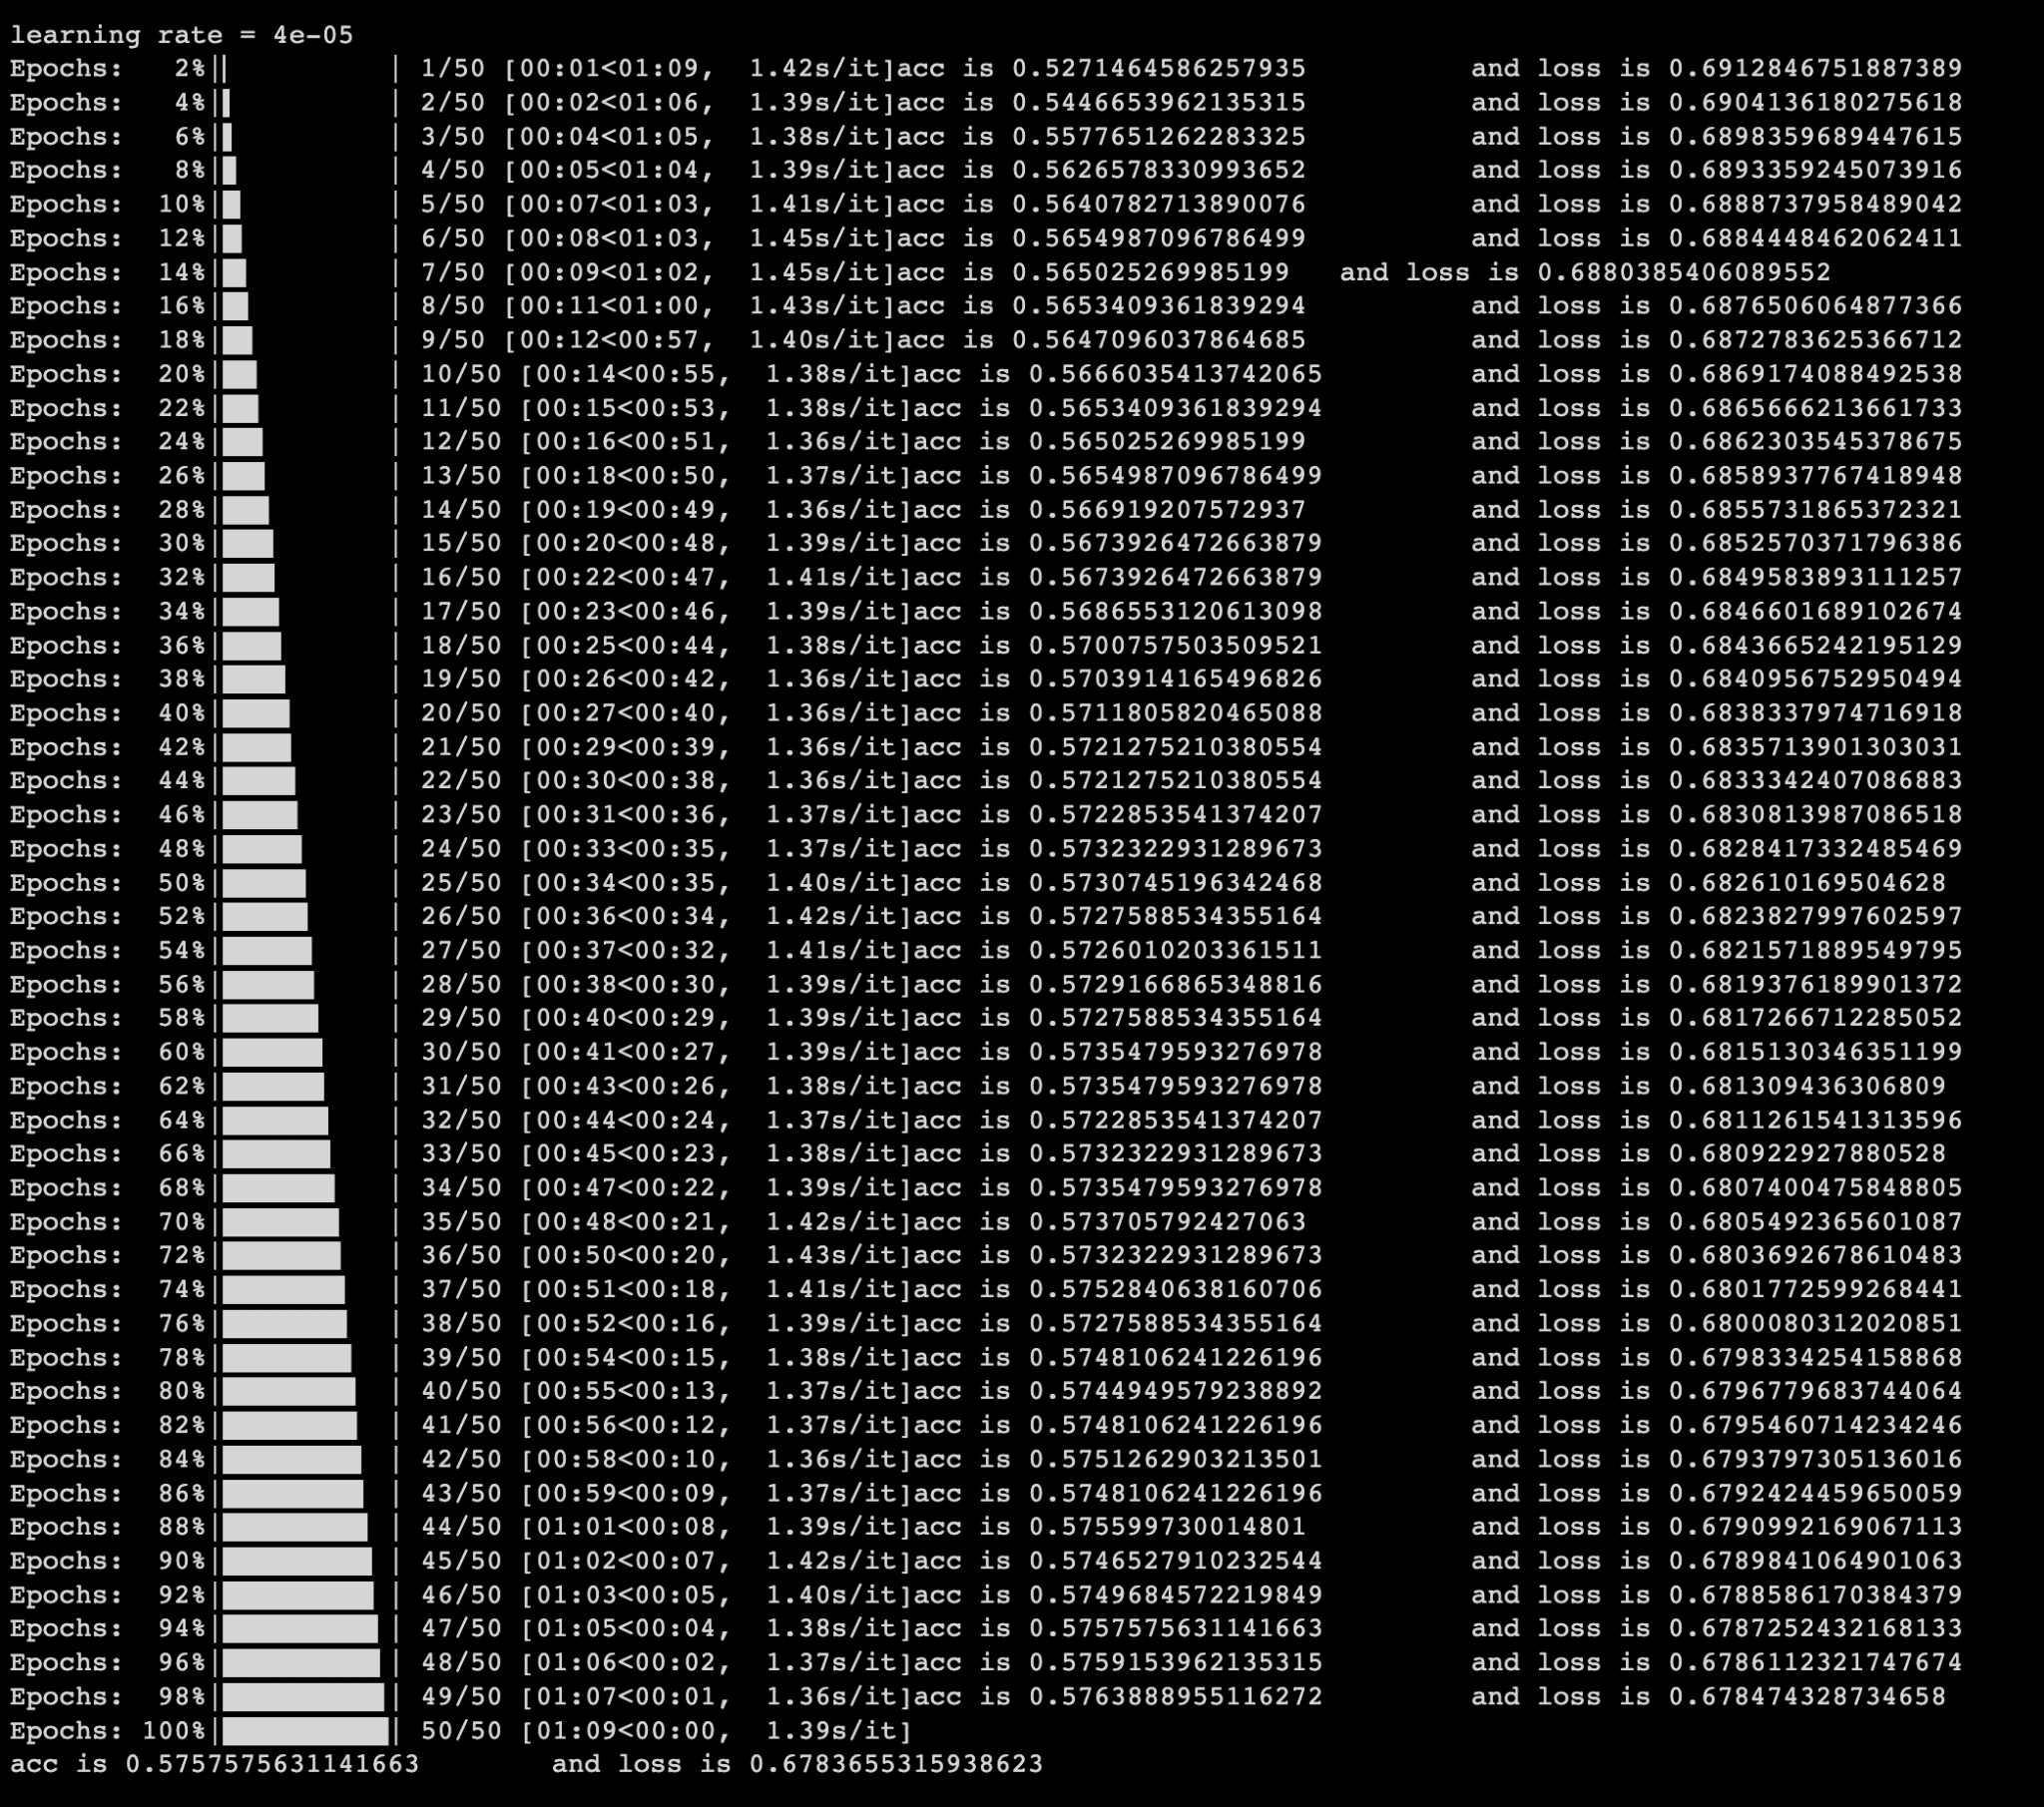 learning rate = 4e-05
Epochs:   2%|| | 1/50 [00:01<01:09,  1.42s/it]acc is 0.5271464586257935 and loss is 0.6912846751887389
Epochs:   4%|█ | 2/50 [00:02<01:06,  1.39s/it]acc is 0.5446653962135315 and loss is 0.6904136180275618
Epochs:   6%|█ | 3/50 [00:04<01:05,  1.38s/it]acc is 0.5577651262283325 and loss is 0.6898359689447615
Epochs:   8%|█ | 4/50 [00:05<01:04,  1.39s/it]acc is 0.5626578330993652 and loss is 0.6893359245073916
Epochs:  10%|█ | 5/50 [00:07<01:03,  1.41s/it]acc is 0.5640782713890076 and loss is 0.6888737958489042
Epochs:  12%|█ | 6/50 [00:08<01:03,  1.45s/it]acc is 0.5654987096786499 and loss is 0.6884448462062411
Epochs:  14%|█ | 7/50 [00:09<01:02,  1.45s/it]acc is 0.565025269985199 and loss is 0.6880385406089552
Epochs:  16%|█ | 8/50 [00:11<01:00,  1.43s/it]acc is 0.5653409361839294 and loss is 0.6876506064877366
Epochs:  18%|█ | 9/50 [00:12<00:57,  1.40s/it]acc is 0.5647096037864685 and loss is 0.6872783625366712
Epochs:  20%|██ | 10/50 [00:14<00:55,  1.38s/it]acc is 0.5666035413742065 and loss is 0.6869174088492538
Epochs:  22%|██ | 11/50 [00:15<00:53,  1.38s/it]acc is 0.5653409361839294 and loss is 0.6865666213661733
Epochs:  24%|██ | 12/50 [00:16<00:51,  1.36s/it]acc is 0.565025269985199 and loss is 0.6862303545378675
Epochs:  26%|██ | 13/50 [00:18<00:50,  1.37s/it]acc is 0.5654987096786499 and loss is 0.6858937767418948
Epochs:  28%|██ | 14/50 [00:19<00:49,  1.36s/it]acc is 0.566919207572937 and loss is 0.6855731865372321
Epochs:  30%|███ | 15/50 [00:20<00:48,  1.39s/it]acc is 0.5673926472663879 and loss is 0.6852570371796386
Epochs:  32%|███ | 16/50 [00:22<00:47,  1.41s/it]acc is 0.5673926472663879 and loss is 0.6849583893111257
Epochs:  34%|███ | 17/50 [00:23<00:46,  1.39s/it]acc is 0.5686553120613098 and loss is 0.6846601689102674
Epochs:  36%|███ | 18/50 [00:25<00:44,  1.38s/it]acc is 0.5700757503509521 and loss is 0.6843665242195129
Epochs:  38%|███ | 19/50 [00:26<00:42,  1.36s/it]acc is 0.5703914165496826 and loss is 0.6840956752950494
Epochs:  40%|████ | 20/50 [00:27<00:40,  1.36s/it]acc is 0.5711805820465088 and loss is 0.6838337974716918
Epochs:  42%|████ | 21/50 [00:29<00:39,  1.36s/it]acc is 0.5721275210380554 and loss is 0.6835713901303031
Epochs:  44%|████ | 22/50 [00:30<00:38,  1.36s/it]acc is 0.5721275210380554 and loss is 0.6833342407086883
Epochs:  46%|████ | 23/50 [00:31<00:36,  1.37s/it]acc is 0.5722853541374207 and loss is 0.6830813987086518
Epochs:  48%|████ | 24/50 [00:33<00:35,  1.37s/it]acc is 0.5732322931289673 and loss is 0.6828417332485469
Epochs:  50%|█████ | 25/50 [00:34<00:35,  1.40s/it]acc is 0.5730745196342468 and loss is 0.682610169504628
Epochs:  52%|█████ | 26/50 [00:36<00:34,  1.42s/it]acc is 0.5727588534355164 and loss is 0.6823827997602597
Epochs:  54%|█████ | 27/50 [00:37<00:32,  1.41s/it]acc is 0.5726010203361511 and loss is 0.6821571889549795
Epochs:  56%|█████ | 28/50 [00:38<00:30,  1.39s/it]acc is 0.5729166865348816 and loss is 0.6819376189901372
Epochs:  58%|█████ | 29/50 [00:40<00:29,  1.39s/it]acc is 0.5727588534355164 and loss is 0.6817266712285052
Epochs:  60%|██████ | 30/50 [00:41<00:27,  1.39s/it]acc is 0.5735479593276978 and loss is 0.6815130346351199
Epochs:  62%|██████ | 31/50 [00:43<00:26,  1.38s/it]acc is 0.5735479593276978 and loss is 0.681309436306809
Epochs:  64%|██████ | 32/50 [00:44<00:24,  1.37s/it]acc is 0.5722853541374207 and loss is 0.6811261541313596
Epochs:  66%|██████ | 33/50 [00:45<00:23,  1.38s/it]acc is 0.5732322931289673 and loss is 0.680922927880528
Epochs:  68%|██████ | 34/50 [00:47<00:22,  1.39s/it]acc is 0.5735479593276978 and loss is 0.6807400475848805
Epochs:  70%|███████ | 35/50 [00:48<00:21,  1.42s/it]acc is 0.573705792427063 and loss is 0.6805492365601087
Epochs:  72%|███████ | 36/50 [00:50<00:20,  1.43s/it]acc is 0.5732322931289673 and loss is 0.6803692678610483
Epochs:  74%|███████ | 37/50 [00:51<00:18,  1.41s/it]acc is 0.5752840638160706 and loss is 0.6801772599268441
Epochs:  76%|███████ | 38/50 [00:52<00:16,  1.39s/it]acc is 0.5727588534355164 and loss is 0.6800080312020851
Epochs:  78%|███████ | 39/50 [00:54<00:15,  1.38s/it]acc is 0.5748106241226196 and loss is 0.6798334254158868
Epochs:  80%|████████ | 40/50 [00:55<00:13,  1.37s/it]acc is 0.5744949579238892 and loss is 0.6796779683744064
Epochs:  82%|████████ | 41/50 [00:56<00:12,  1.37s/it]acc is 0.5748106241226196 and loss is 0.6795460714234246
Epochs:  84%|████████ | 42/50 [00:58<00:10,  1.36s/it]acc is 0.5751262903213501 and loss is 0.6793797305136016
Epochs:  86%|████████ | 43/50 [00:59<00:09,  1.37s/it]acc is 0.5748106241226196 and loss is 0.6792424459650059
Epochs:  88%|████████ | 44/50 [01:01<00:08,  1.39s/it]acc is 0.575599730014801 and loss is 0.6790992169067113
Epochs:  90%|█████████ | 45/50 [01:02<00:07,  1.42s/it]acc is 0.5746527910232544 and loss is 0.6789841064901063
Epochs:  92%|█████████ | 46/50 [01:03<00:05,  1.40s/it]acc is 0.5749684572219849 and loss is 0.6788586170384379
Epochs:  94%|█████████ | 47/50 [01:05<00:04,  1.38s/it]acc is 0.5757575631141663 and loss is 0.6787252432168133
Epochs:  96%|█████████ | 48/50 [01:06<00:02,  1.37s/it]acc is 0.5759153962135315 and loss is 0.6786112321747674
Epochs:  98%|█████████ | 49/50 [01:07<00:01,  1.36s/it]acc is 0.5763888955116272 and loss is 0.678474328734658
Epochs: 100%|██████████| 50/50 [01:09<00:00,  1.39s/it]
acc is 0.5757575631141663 and loss is 0.6783655315938623